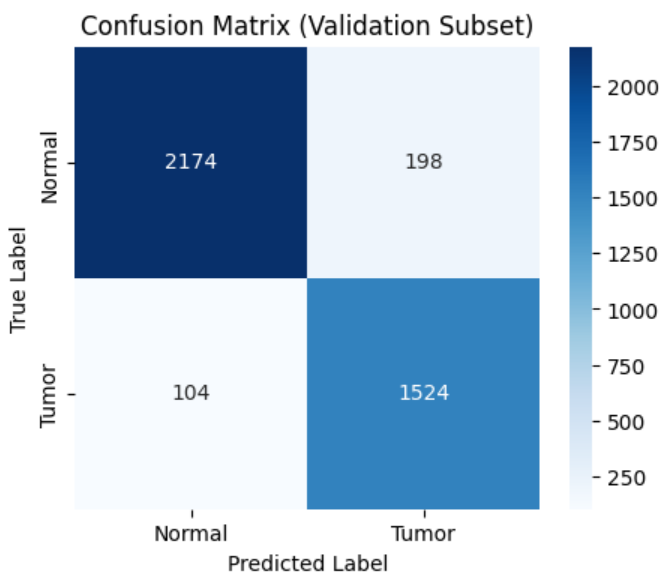 Confusion Matrix (Validation Subset)
True Label
Normal
Tumor
2174
198
104
1524
Normal
Tumor
Predicted Label
2000
1750
1500
1250
1000
750
500
250